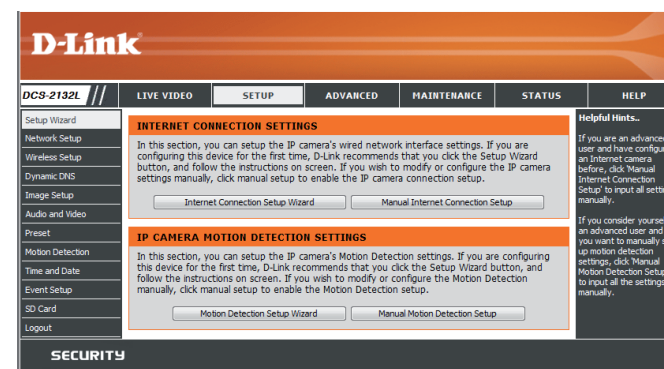 D-Link
DCS-2132L // LIVE VIDEO SETUP ADVANCED MAINTENANCE STATUS HELP
Setup Wizard
Network Setup
Wireless Setup
Dynamic DNS
Image Setup
Audio and Video
Preset
Motion Detection
Time and Date
Event Setup
SD Card
Logout
INTERNET CONNECTION SETTINGS
In this section, you can setup the IP camera's wired network interface settings. If you are
configuring this device for the first time, D-Link recommends that you click the Setup Wizard
button, and follow the instructions on screen. If you wish to modify or configure the IP camera
settings manually, click manual setup to enable the IP camera connection setup.
Internet Connection Setup Wizard Manual Internet Connection Setup
IP CAMERA MOTION DETECTION SETTINGS
In this section, you can setup the IP camera's Motion Detection settings. If you are configuring
this device for the first time, D-Link recommends that you click the Setup Wizard button, and
follow the instructions on screen. If you wish to modify or configure the Motion Detection
manually, click manual setup to enable the Motion Detection setup.
Motion Detection Setup Wizard Manual Motion Detection Setup
Helpful Hints..
If you are an advanced
user and have configu
an Internet camera
before, click 'Manual
Internet Connection
Setup' to input all setti
manually.
If you consider yourse
an advanced user and
you want to manually s
up motion detection
settings, click 'Manual
Motion Detection Setup
to input all the settings
manually.
SECURITY